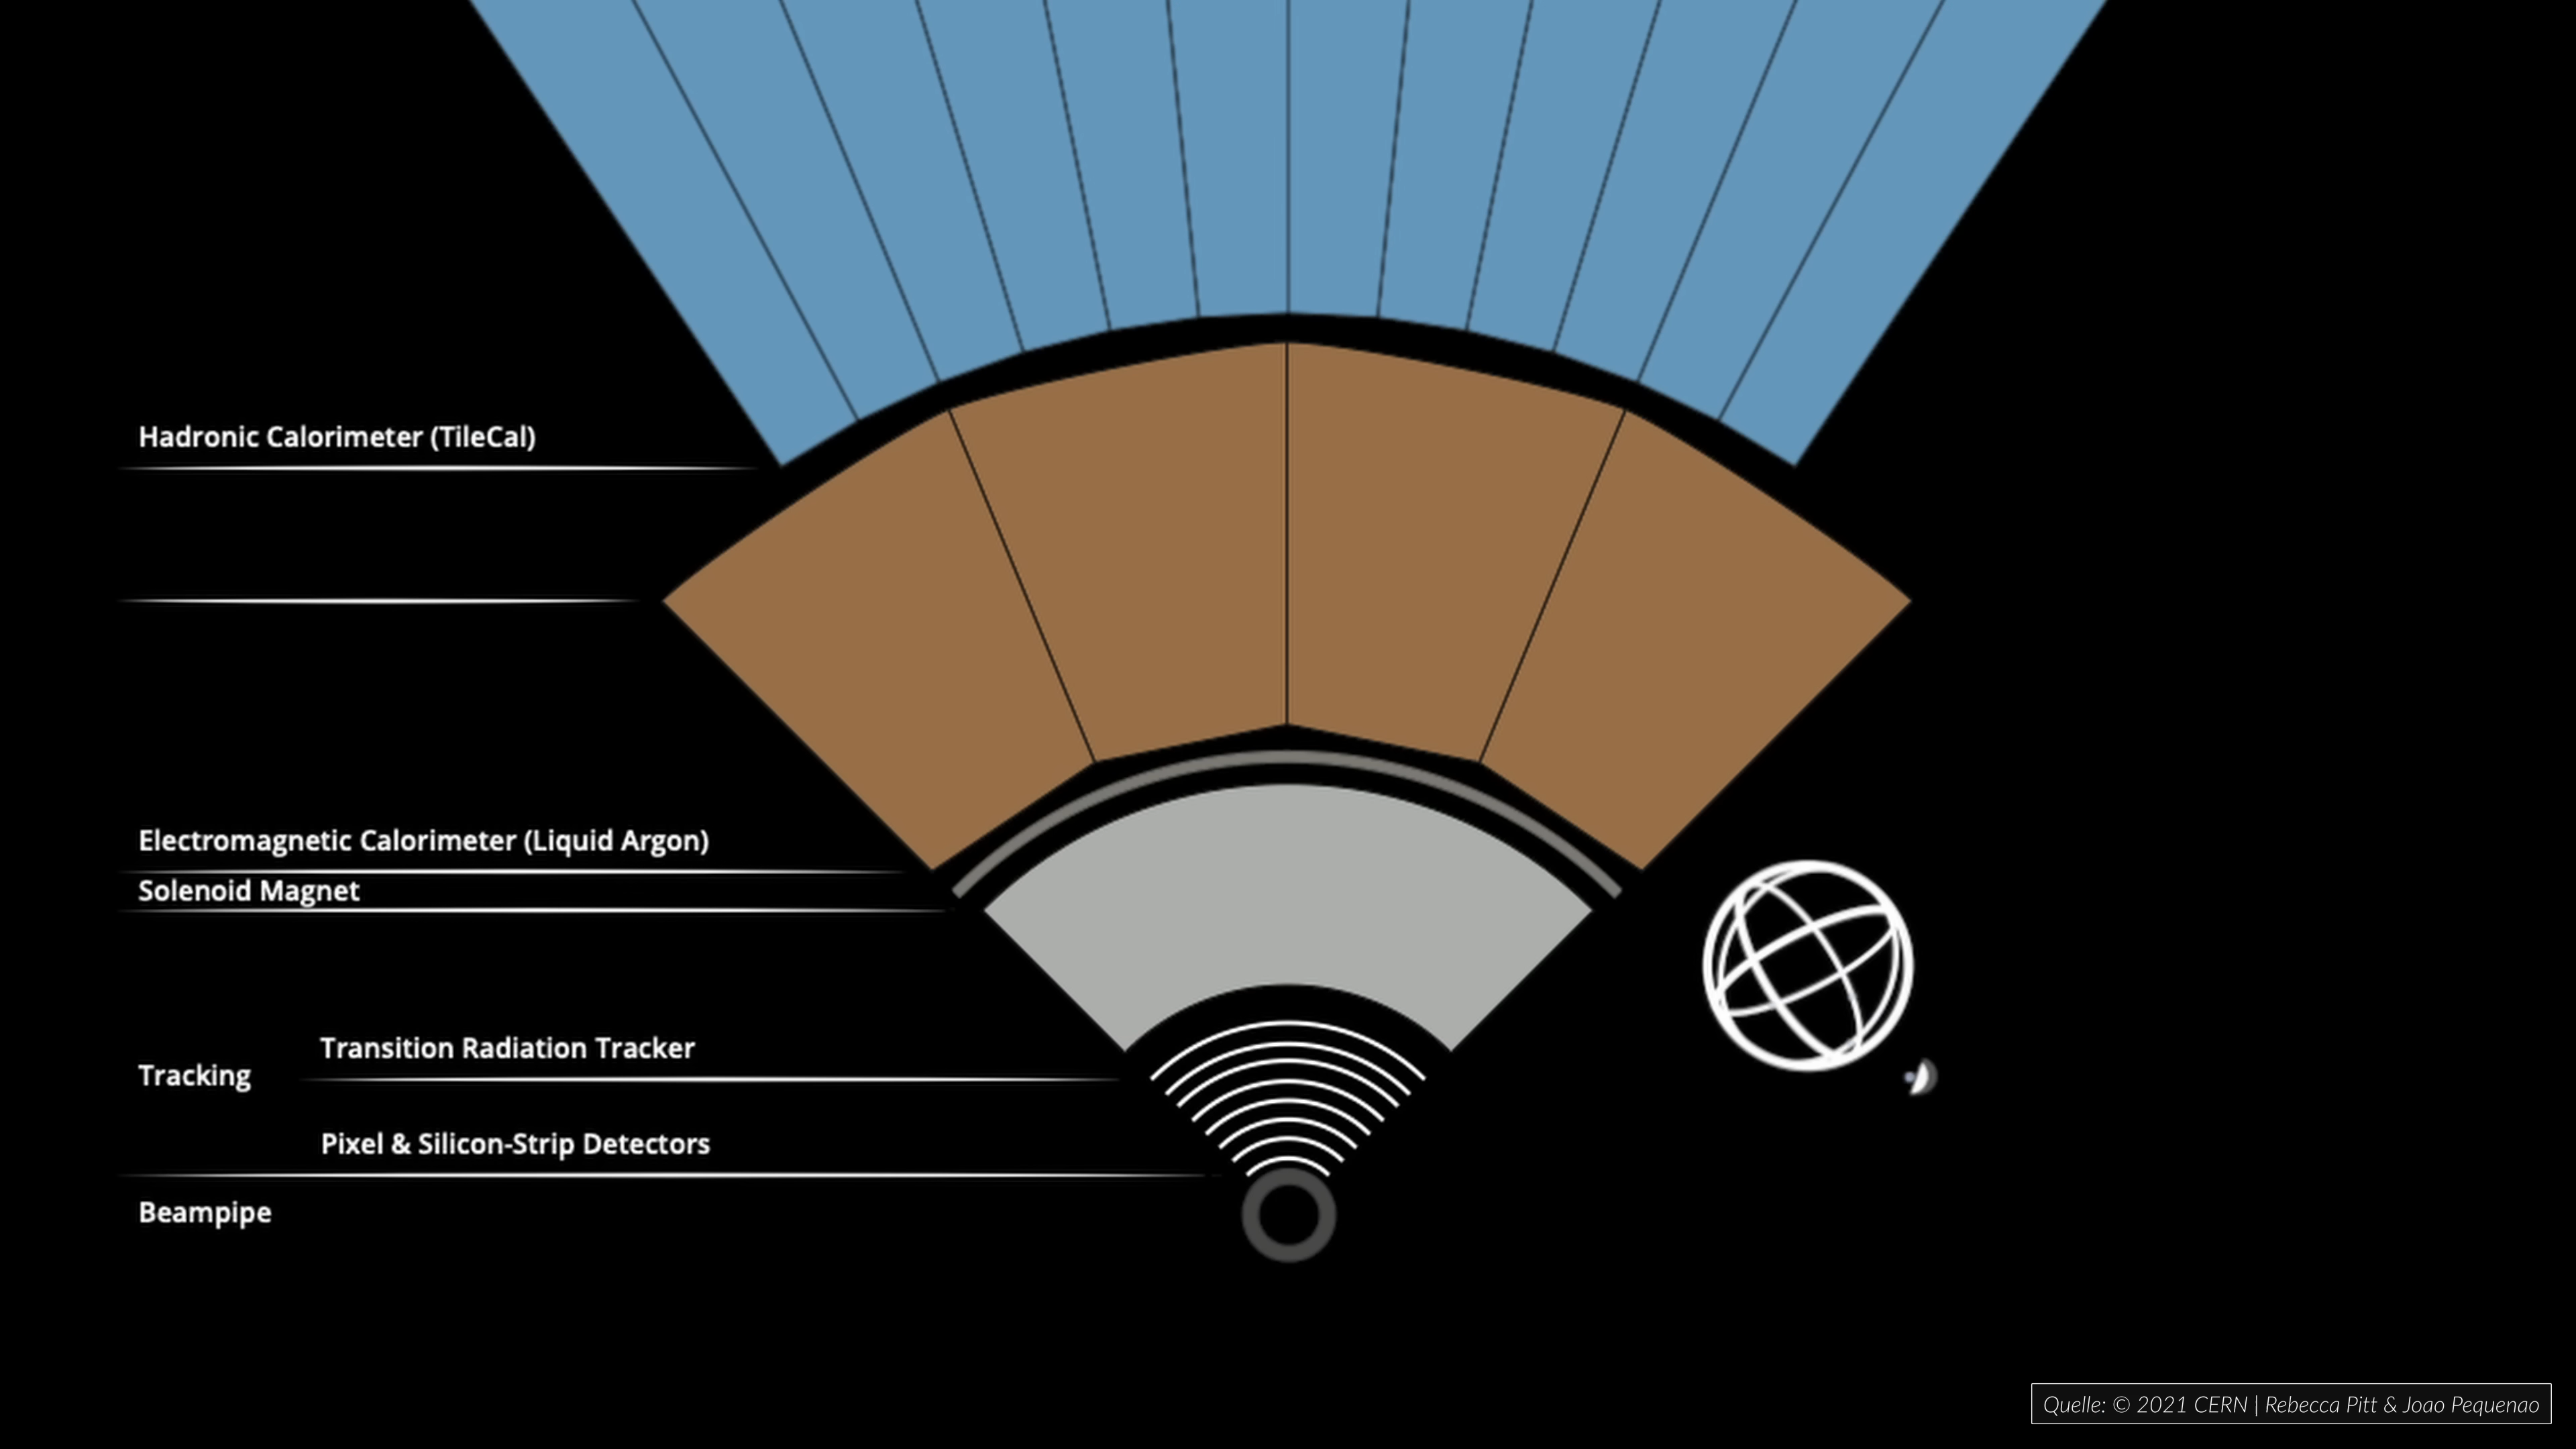 Hadronic Calorimeter (TileCal)
Electromagnetic Calorimeter (Liquid Argon)
Solenoid Magnet
Transition Radiation Tracker
Tracking
Pixel & Silicon-Strip Detectors
Beampipe
Quelle: © 2021 CERN | Rebecca Pitt & Joao Pequenao